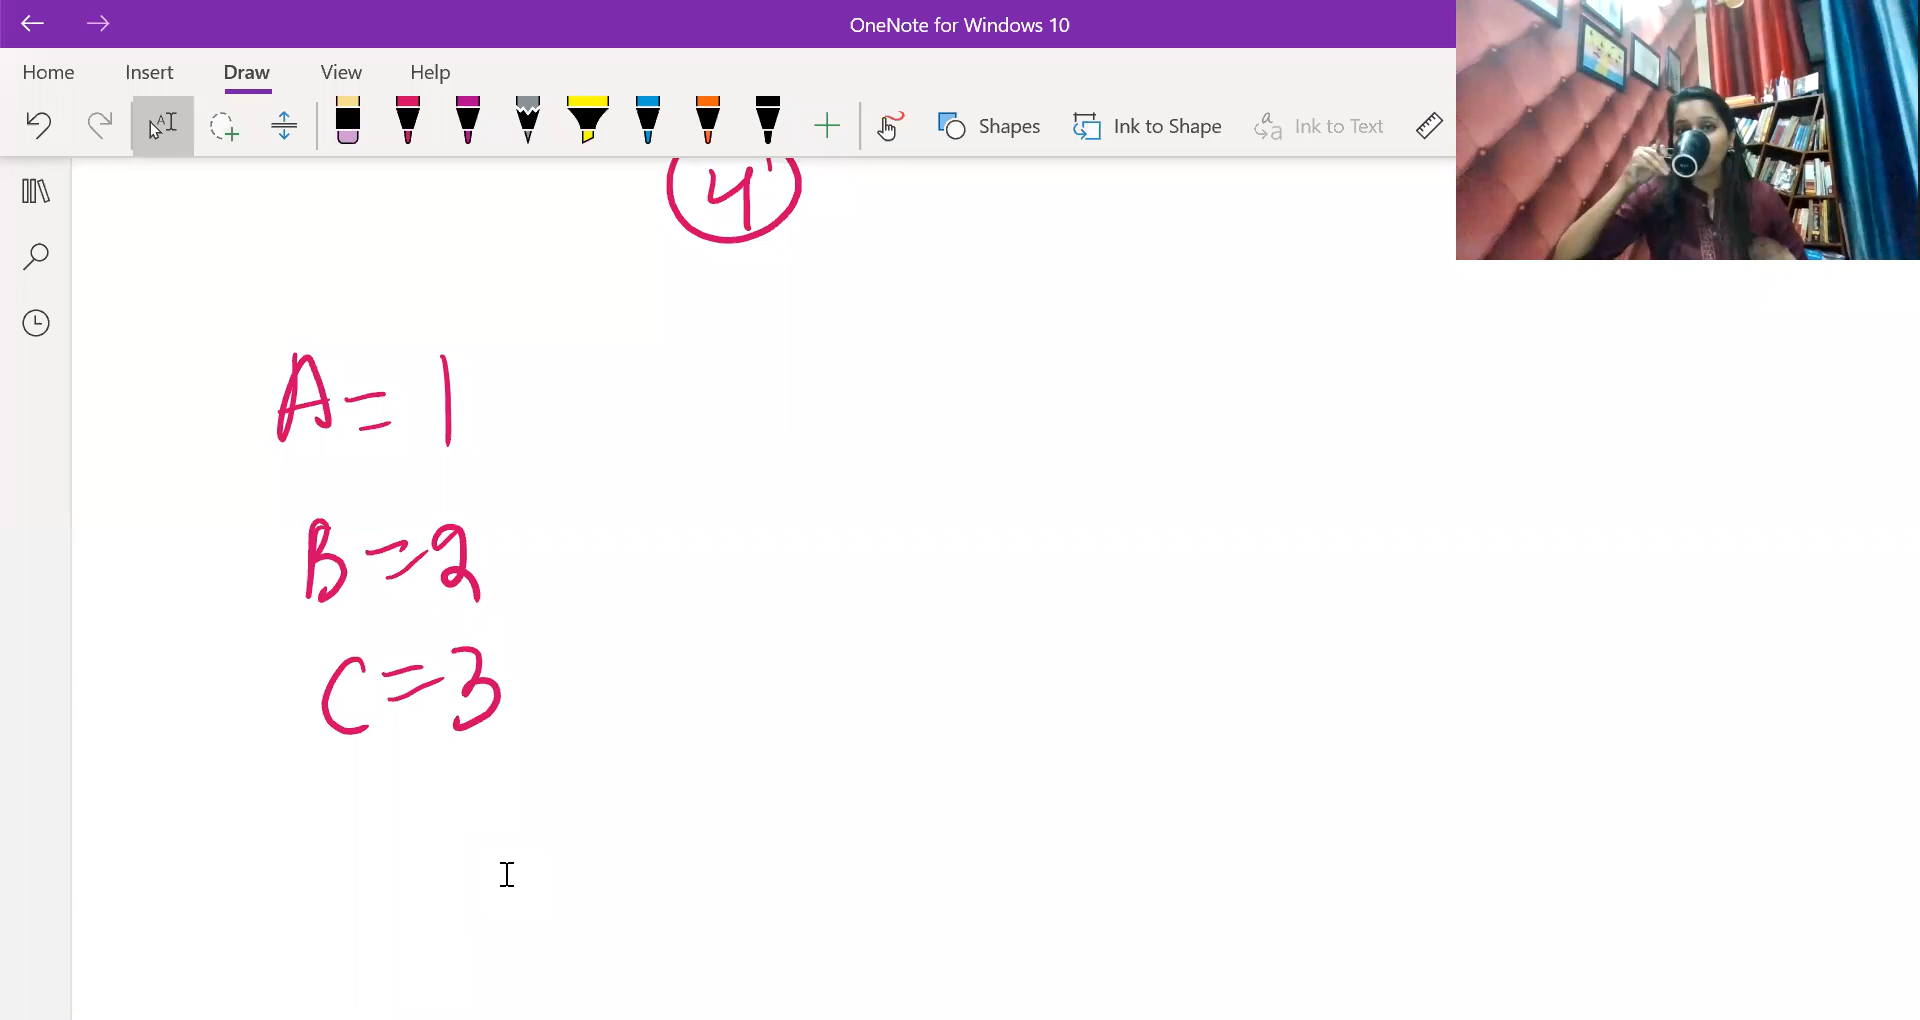 OneNote for Windows 10
Home Insert Draw View Help
Shapes Ink to Shape Ink to Text
4
A = 1
B = 2
C = 3